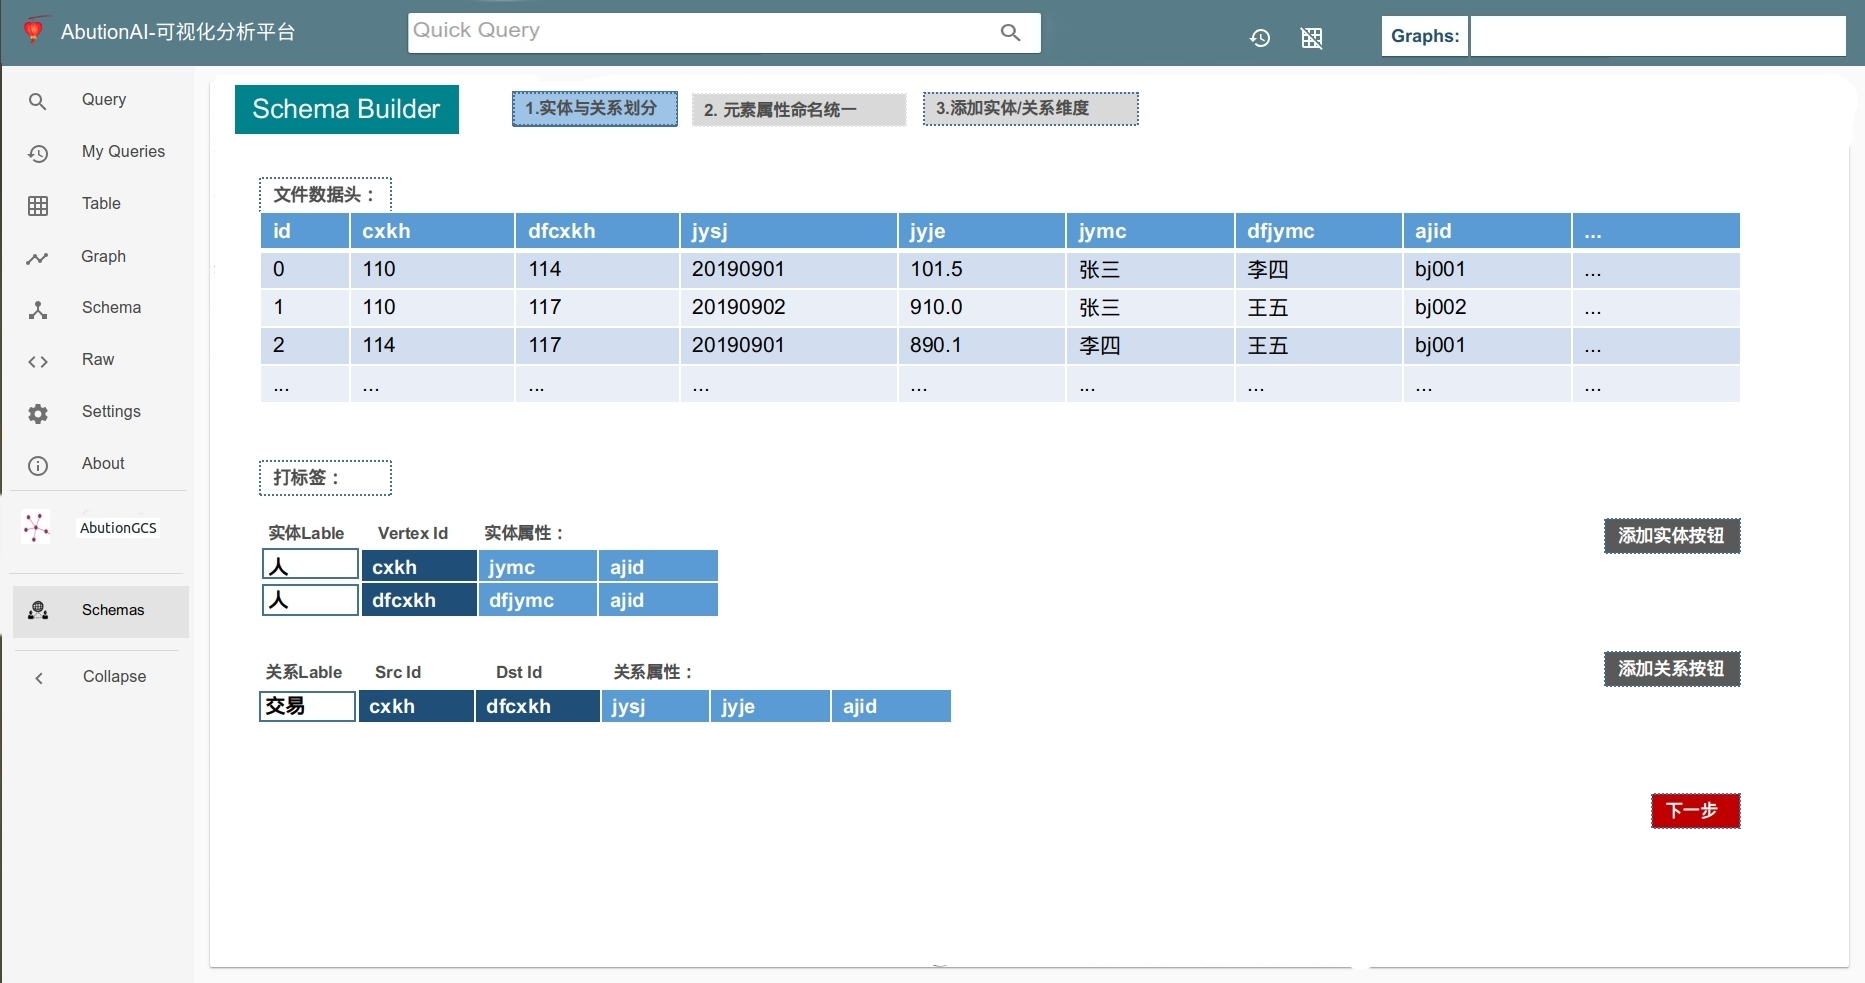 AbutionAI-可视化分析平台
Quick Query
Graphs:
Query
My Queries
Table
Graph
Schema
Raw
Settings
About
AbutionGCS
Schemas
Collapse
Schema Builder
1.实体与关系划分
2. 元素属性命名统一
3.添加实体/关系维度
文件数据头：
id cxkh dfcxkh jysj jyje jymc dfjymc ajid ...
0 110 114 20190901 101.5 张三 李四 bj001 ...
1 110 117 20190902 910.0 张三 王五 bj002 ...
2 114 117 20190901 890.1 李四 王五 bj001 ...
... ... ... ... ... ... ... ... ...
打标签：
实体Lable Vertex Id 实体属性：
添加实体按钮
人 cxkh jymc ajid
人 dfcxkh dfjymc ajid
关系Lable Src Id Dst Id 关系属性：
添加关系按钮
交易 cxkh dfcxkh jysj jyje ajid
下一步